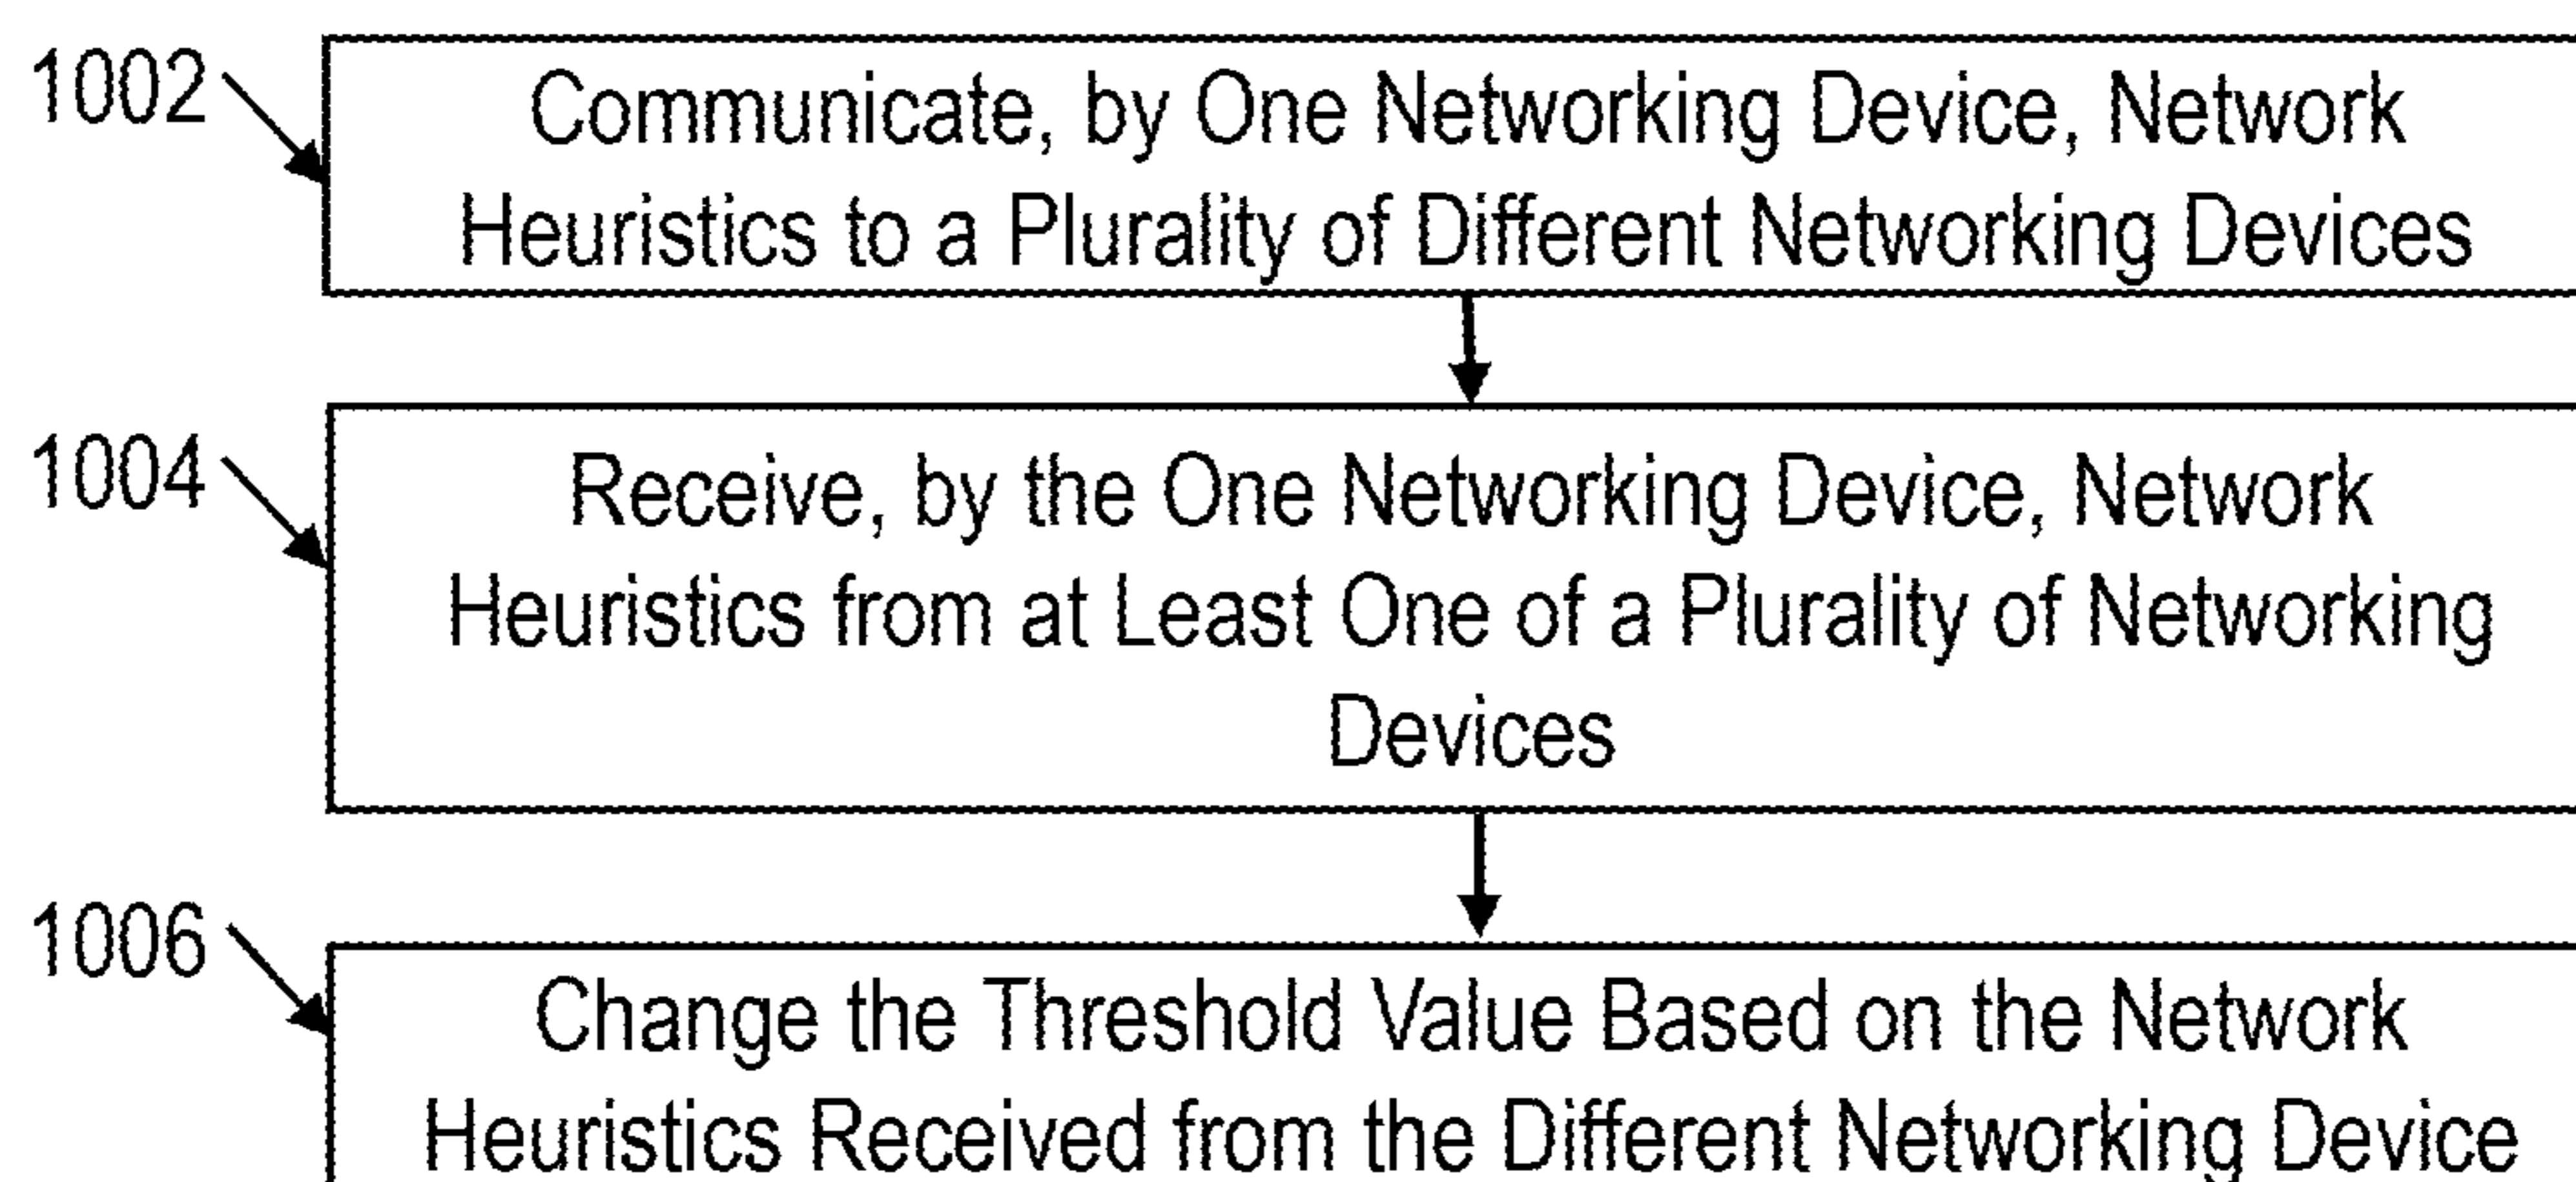 1002
Communicate, by One Networking Device, Network
Heuristics to a Plurality of Different Networking Devices
1004
Receive, by the One Networking Device, Network
Heuristics from at Least One of a Plurality of Networking
Devices
1006
Change the Threshold Value Based on the Network
Heuristics Received from the Different Networking Device